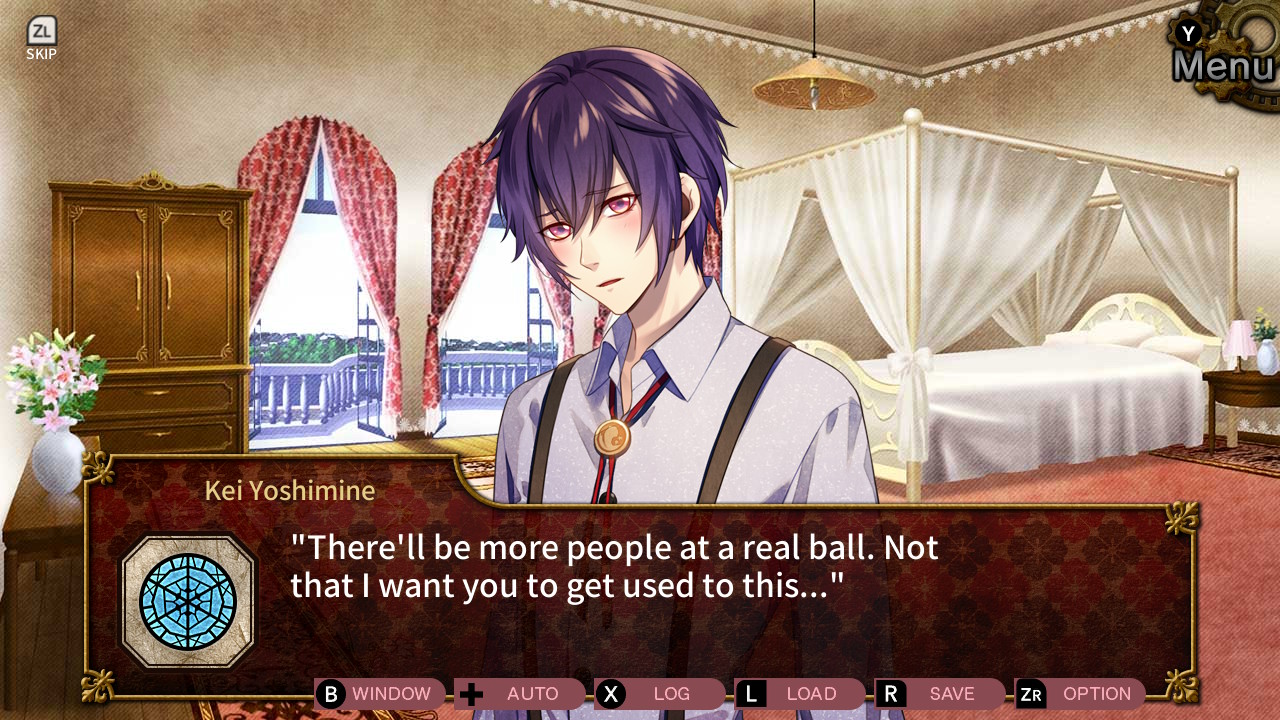 ZL
SKIP
Y
Menu
Kei Yoshimine
"There'll be more people at a real ball. Not
that I want you to get used to this..."
B WINDOW + AUTO X LOG L LOAD R SAVE ZR OPTION